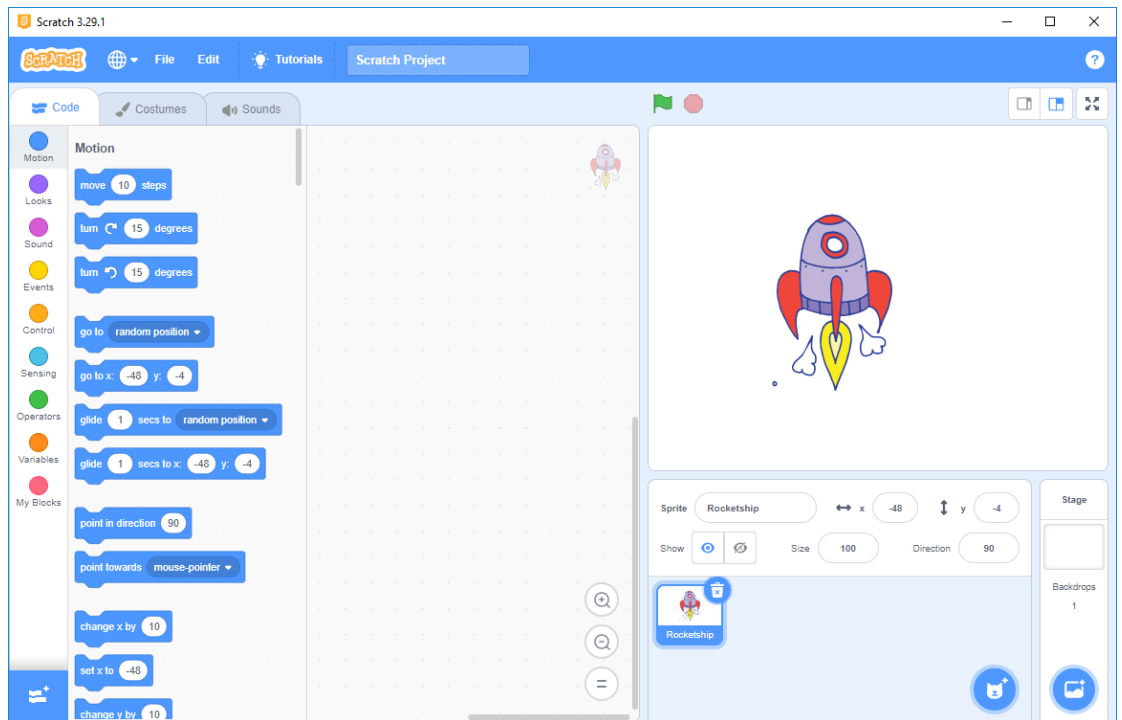 Scratch 3.29.1
SCRATCH File Edit Tutorials Scratch Project ?
Code Costumes Sounds
Motion
Looks
Sound
Events
Control
Sensing
Operators
Variables
My Blocks
Motion
move 10 steps
turn 15 degrees
turn 15 degrees
go to random position
go to x: -48 y: -4
glide 1 secs to random position
glide 1 secs to x: -48 y: -4
point in direction 90
point towards mouse-pointer
change x by 10
set x to -48
change y by 10
Sprite Rocketship x -48 y -4
Show Size 100 Direction 90
Rocketship
Stage
Backdrops
1